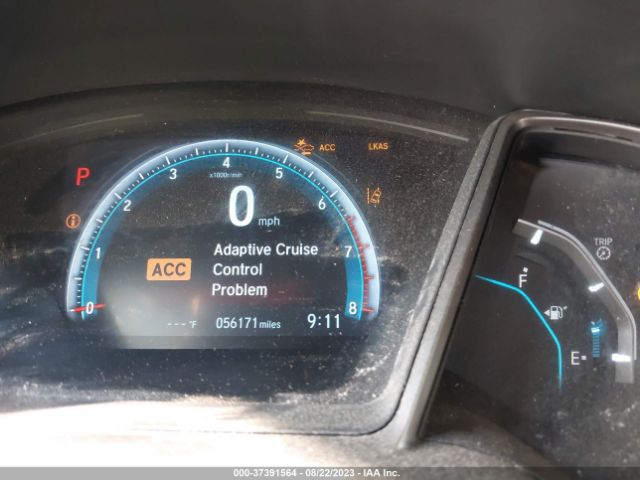 ACC LKAS
P
0 1 2 3 4 5 6 7 8
x1000r/min
0 mph
ACC
Adaptive Cruise
Control
Problem
---°F 056171 miles 9:11
TRIP
F
E
000-37391564 - 08/22/2023 - IAA Inc.